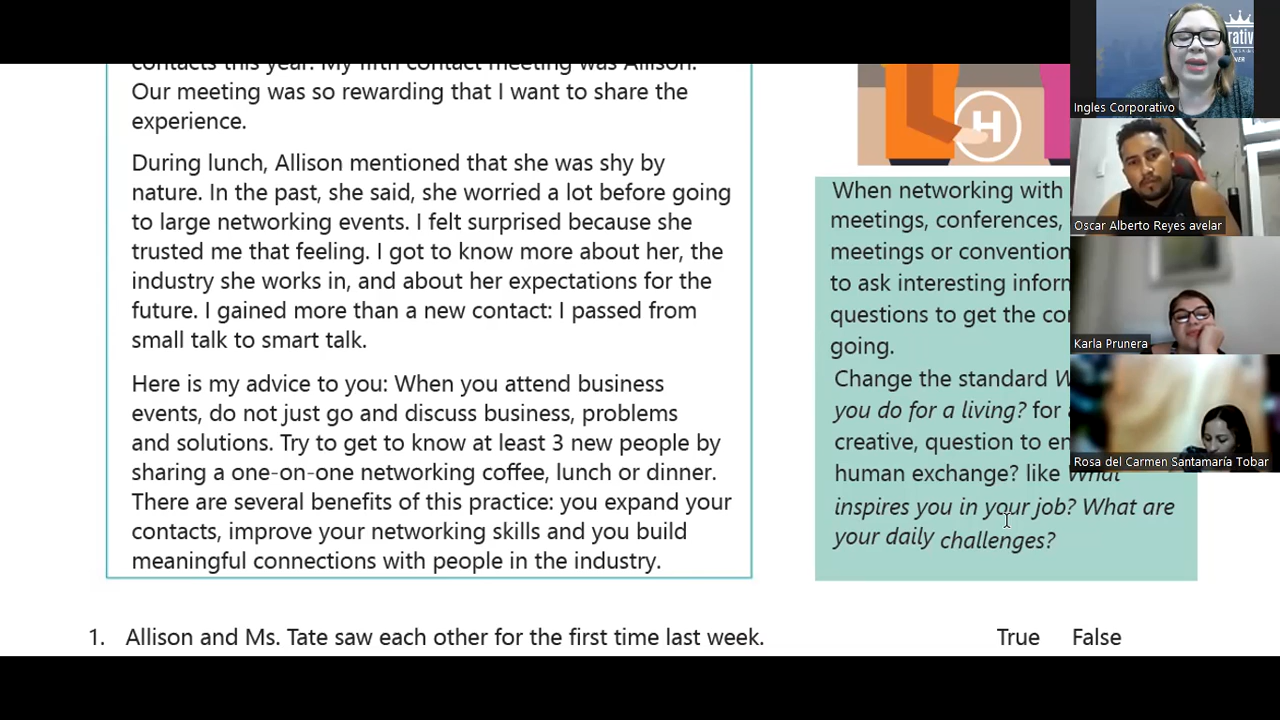 contacts this year. My fifth contact meeting was Allison.
Our meeting was so rewarding that I want to share the
experience.
During lunch, Allison mentioned that she was shy by
nature. In the past, she said, she worried a lot before going
to large networking events. I felt surprised because she
trusted me that feeling. I got to know more about her, the
industry she works in, and about her expectations for the
future. I gained more than a new contact: I passed from
small talk to smart talk.
Here is my advice to you: When you attend business
events, do not just go and discuss business, problems
and solutions. Try to get to know at least 3 new people by
sharing a one-on-one networking coffee, lunch or dinner.
There are several benefits of this practice: you expand your
contacts, improve your networking skills and you build
meaningful connections with people in the industry.
H
When networking with
meetings, conferences,
meetings or convention
to ask interesting inform
questions to get the co
going.
Change the standard
you do for a living? for
creative, question to en
human exchange? like What
inspires you in your job? What are
your daily challenges?
1. Allison and Ms. Tate saw each other for the first time last week. True False
Ingles Corporativo
Oscar Alberto Reyes avelar
Karla Prunera
Rosa del Carmen Santamaría Tobar